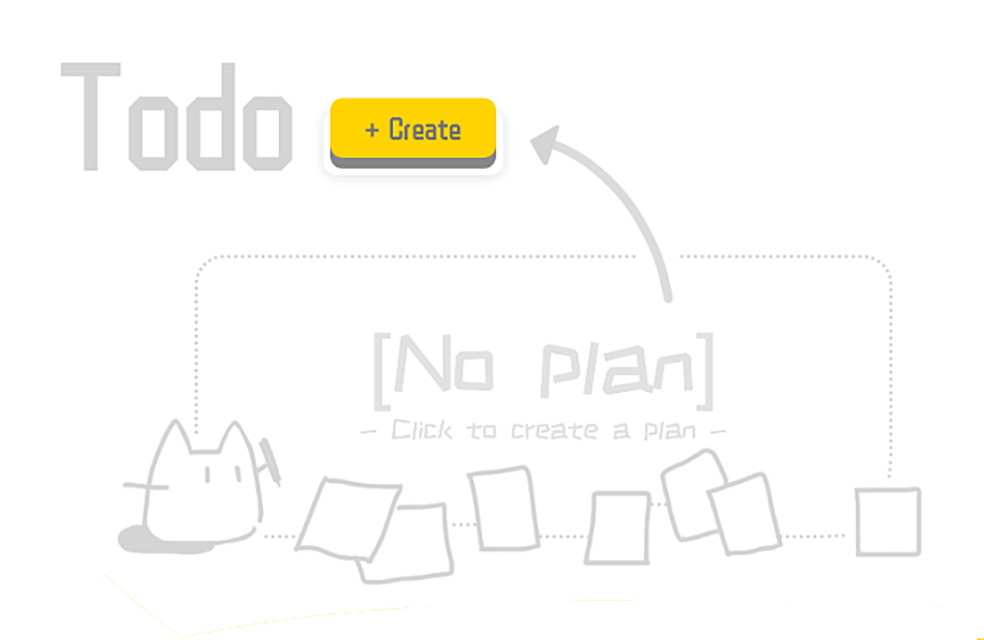 Todo
+ Create
[No plan]
– Click to create a plan –